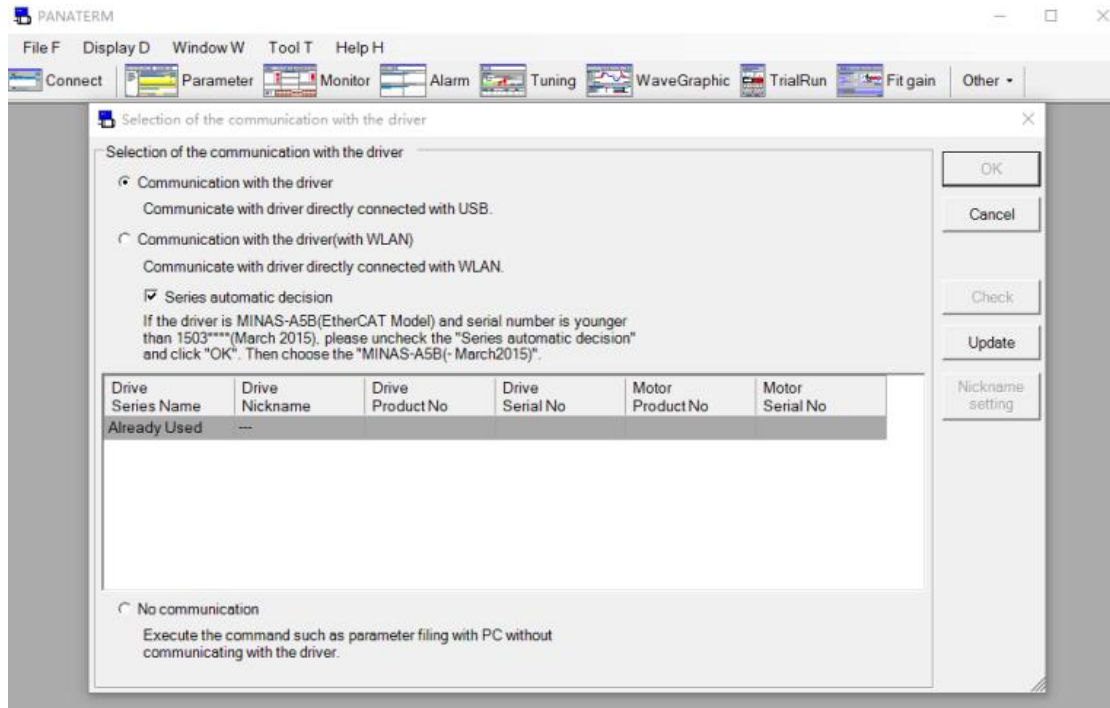 PANATERM
File F Display D Window W Tool T Help H
Connect Parameter Monitor Alarm Tuning WaveGraphic TrialRun Fit gain Other
Selection of the communication with the driver
Selection of the communication with the driver
Communication with the driver
Communicate with driver directly connected with USB.
Communication with the driver(with WLAN)
Communicate with driver directly connected with WLAN.
Series automatic decision
If the driver is MINAS-A5B(EtherCAT Model) and serial number is younger
than 1503****(March 2015), please uncheck the "Series automatic decision"
and click "OK". Then choose the "MINAS-A5B(- March2015)".
Drive Drive Drive Drive Motor Motor
Series Name Nickname Product No Serial No Product No Serial No
Already Used ---
No communication
Execute the command such as parameter filing with PC without
communicating with the driver.
OK
Cancel
Check
Update
Nickname
setting